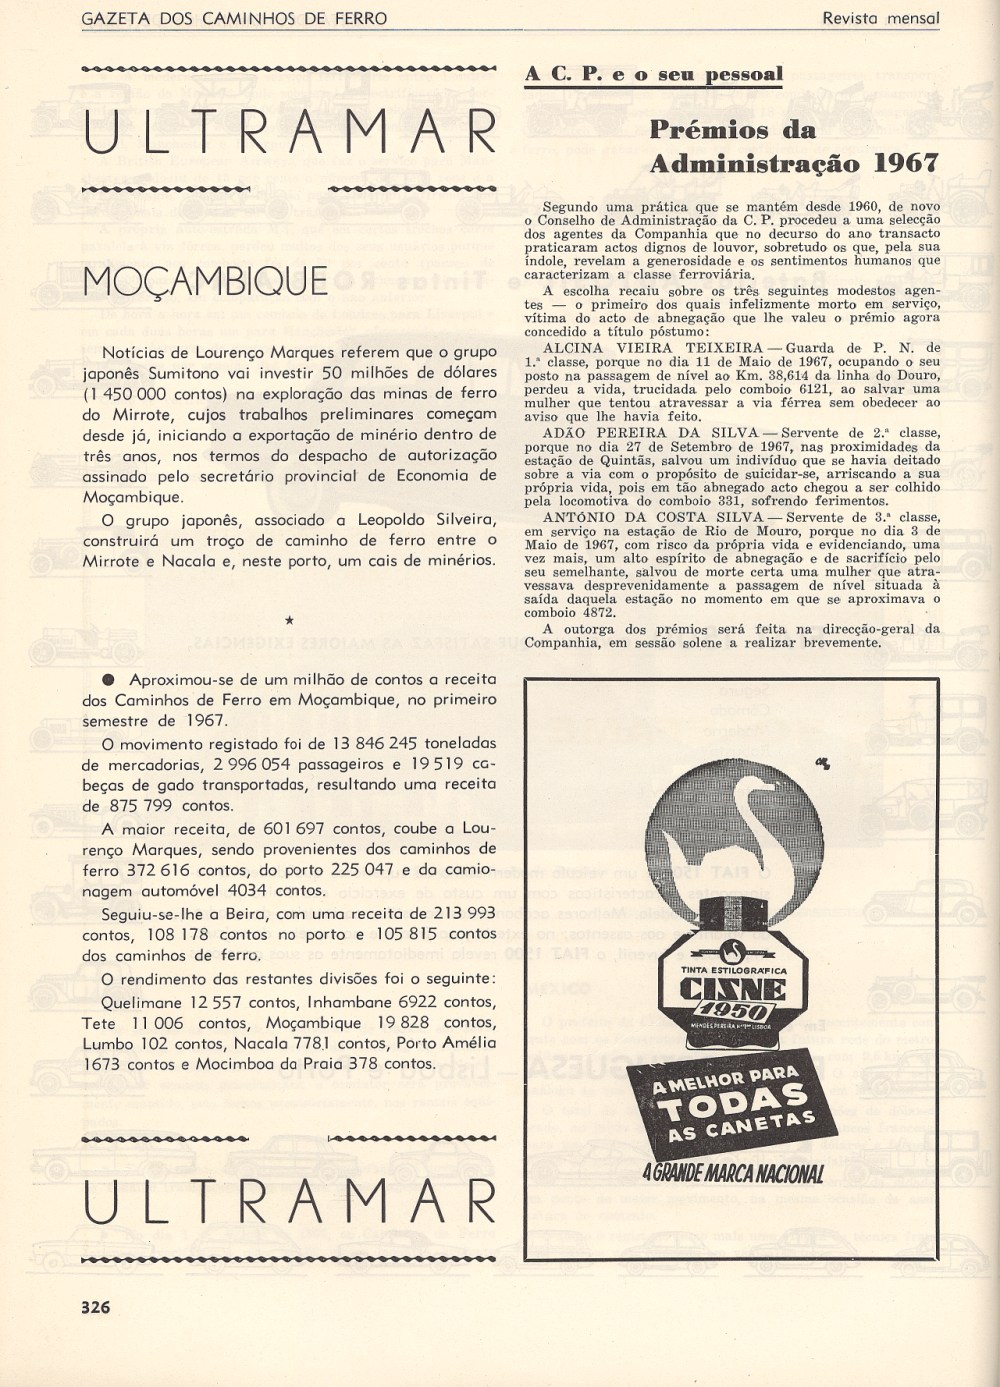 GAZETA DOS CAMINHOS DE FERRO
Revista mensal
ULTRAMAR
MOÇAMBIQUE
Notícias de Lourenço Marques referem que o grupo
japonês Sumitono vai investir 50 milhões de dólares
(1 450 000 contos) na exploração das minas de ferro
do Mirrote, cujos trabalhos preliminares começam
desde já, iniciando a exportação de minério dentro de
três anos, nos termos do despacho de autorização
assinado pelo secretário provincial de Economia de
Moçambique.
O grupo japonês, associado a Leopoldo Silveira,
construirá um troço de caminho de ferro entre o
Mirrote e Nacala e, neste porto, um cais de minérios.
★
● Aproximou-se de um milhão de contos a receita
dos Caminhos de Ferro em Moçambique, no primeiro
semestre de 1967.
O movimento registado foi de 13 846 245 toneladas
de mercadorias, 2 996 054 passageiros e 19 519 ca-
beças de gado transportadas, resultando uma receita
de 875 799 contos.
A maior receita, de 601 697 contos, coube a Lou-
renço Marques, sendo provenientes dos caminhos de
ferro 372 616 contos, do porto 225 047 e da camio-
nagem automóvel 4034 contos.
Seguiu-se-lhe a Beira, com uma receita de 213 993
contos, 108 178 contos no porto e 105 815 contos
dos caminhos de ferro.
O rendimento das restantes divisões foi o seguinte:
Quelimane 12 557 contos, Inhambane 6922 contos,
Tete 11 006 contos, Moçambique 19 828 contos,
Lumbo 102 contos, Nacala 7781 contos, Porto Amélia
1673 contos e Mocimboa da Praia 378 contos.
ULTRAMAR
326
A C. P. e o seu pessoal
Prémios da
Administração 1967
Segundo uma prática que se mantém desde 1960, de novo
o Conselho de Administração da C. P. procedeu a uma selecção
dos agentes da Companhia que no decurso do ano transacto
praticaram actos dignos de louvor, sobretudo os que, pela sua
índole, revelam a generosidade e os sentimentos humanos que
caracterizam a classe ferroviária.
A escolha recaiu sobre os três seguintes modestos agen-
tes — o primeiro dos quais infelizmente morto em serviço,
vítima do acto de abnegação que lhe valeu o prémio agora
concedido a título póstumo:
ALCINA VIEIRA TEIXEIRA — Guarda de P. N. de
1.ª classe, porque no dia 11 de Maio de 1967, ocupando o seu
posto na passagem de nível ao Km. 38,614 da linha do Douro,
perdeu a vida, trucidada pelo comboio 6121, ao salvar uma
mulher que tentou atravessar a via férrea sem obedecer ao
aviso que lhe havia feito.
ADÃO PEREIRA DA SILVA — Servente de 2.ª classe,
porque no dia 27 de Setembro de 1967, nas proximidades da
estação de Quintãs, salvou um indivíduo que se havia deitado
sobre a via com o propósito de suicidar-se, arriscando a sua
própria vida, pois em tão abnegado acto chegou a ser colhido
pela locomotiva do comboio 331, sofrendo ferimentos.
ANTÓNIO DA COSTA SILVA — Servente de 3.ª classe,
em serviço na estação de Rio de Mouro, porque no dia 3 de
Maio de 1967, com risco da própria vida e evidenciando, uma
vez mais, um alto espírito de abnegação e de sacrifício pelo
seu semelhante, salvou de morte certa uma mulher que atra-
vessava desprevenidamente a passagem de nível situada à
saída daquela estação no momento em que se aproximava o
comboio 4872.
A outorga dos prémios será feita na direcção-geral da
Companhia, em sessão solene a realizar brevemente.
TINTA ESTILOGRAFICA
CISNE
1950
A MELHOR PARA
TODAS
AS CANETAS
A GRANDE MARCA NACIONAL